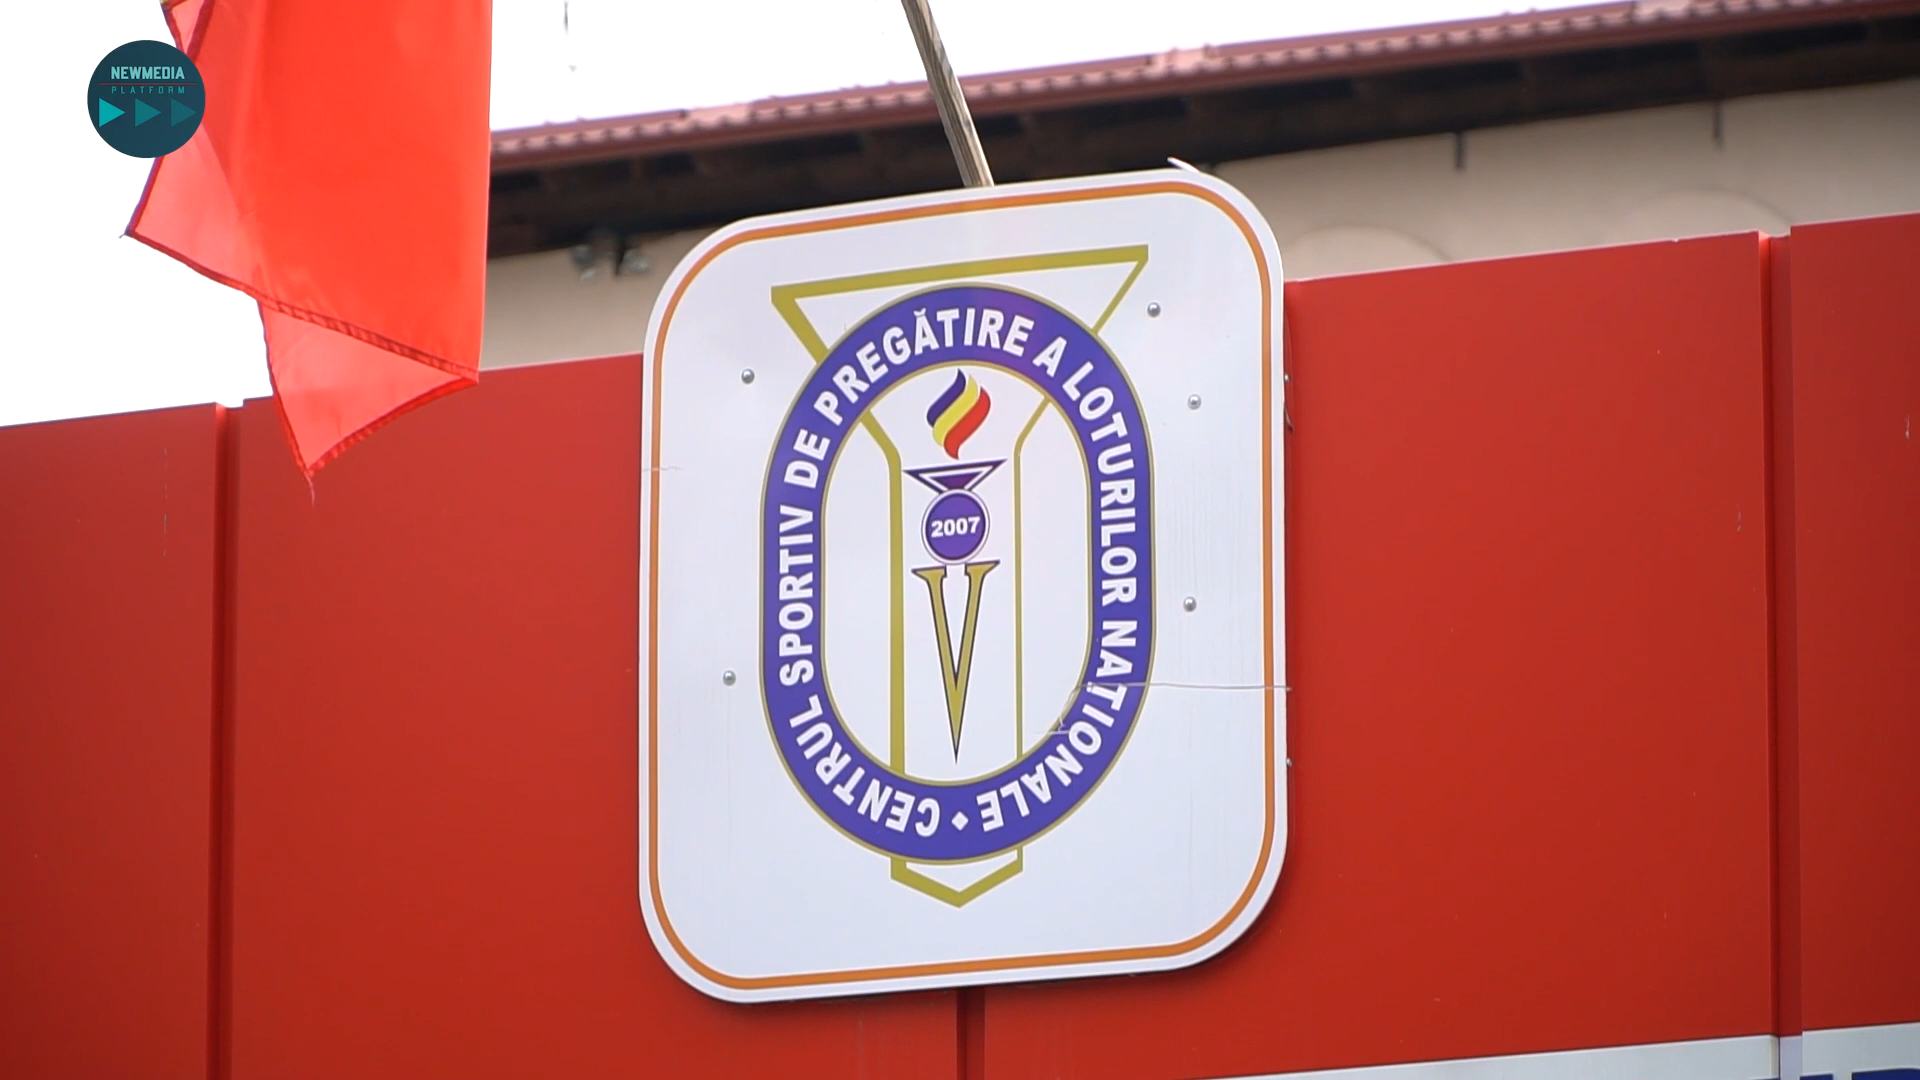 NEWMEDIA
PLATFORM
CENTRUL SPORTIV DE PREGĂTIRE A LOTURILOR NAȚIONALE
2007